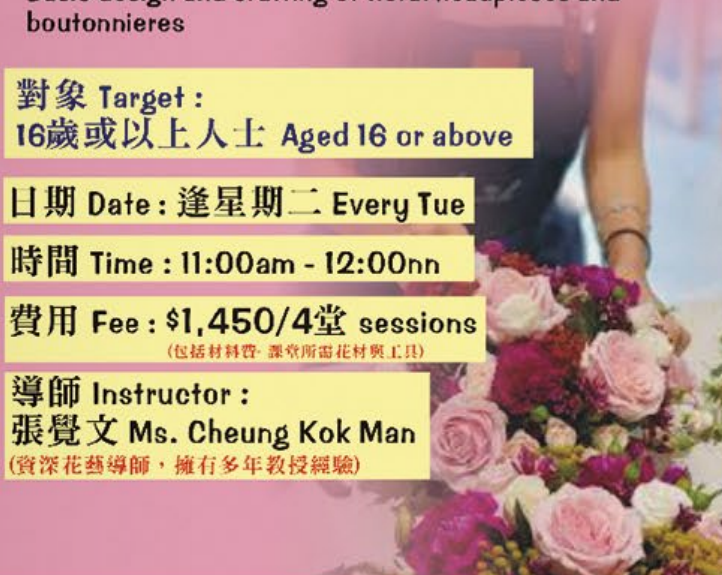 boutonnieres
對象 Target :
16歲或以上人士 Aged 16 or above
日期 Date : 逢星期二 Every Tue
時間 Time : 11:00am - 12:00nn
費用 Fee : $1,450/4堂 sessions
(包括材料費- 課堂所需花材與工具)
導師 Instructor :
張覺文 Ms. Cheung Kok Man
(資深花藝導師，擁有多年教授經驗)